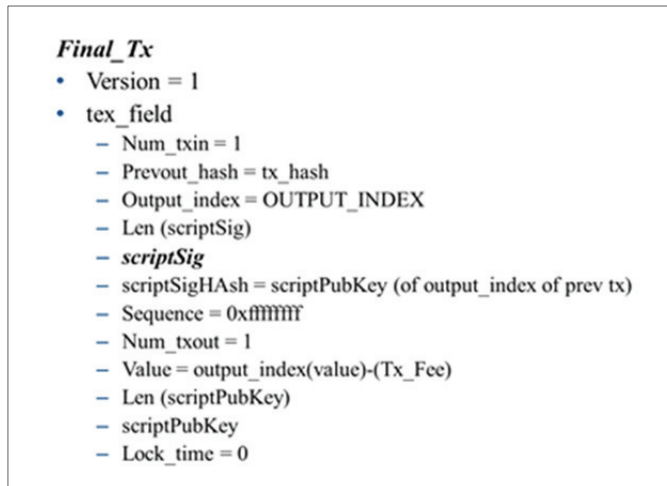 Final_Tx
• Version = 1
• tex_field
– Num_txin = 1
– Prevout_hash = tx_hash
– Output_index = OUTPUT_INDEX
– Len (scriptSig)
– scriptSig
– scriptSigHAsh = scriptPubKey (of output_index of prev tx)
– Sequence = 0xffffffff
– Num_txout = 1
– Value = output_index(value)-(Tx_Fee)
– Len (scriptPubKey)
– scriptPubKey
– Lock_time = 0